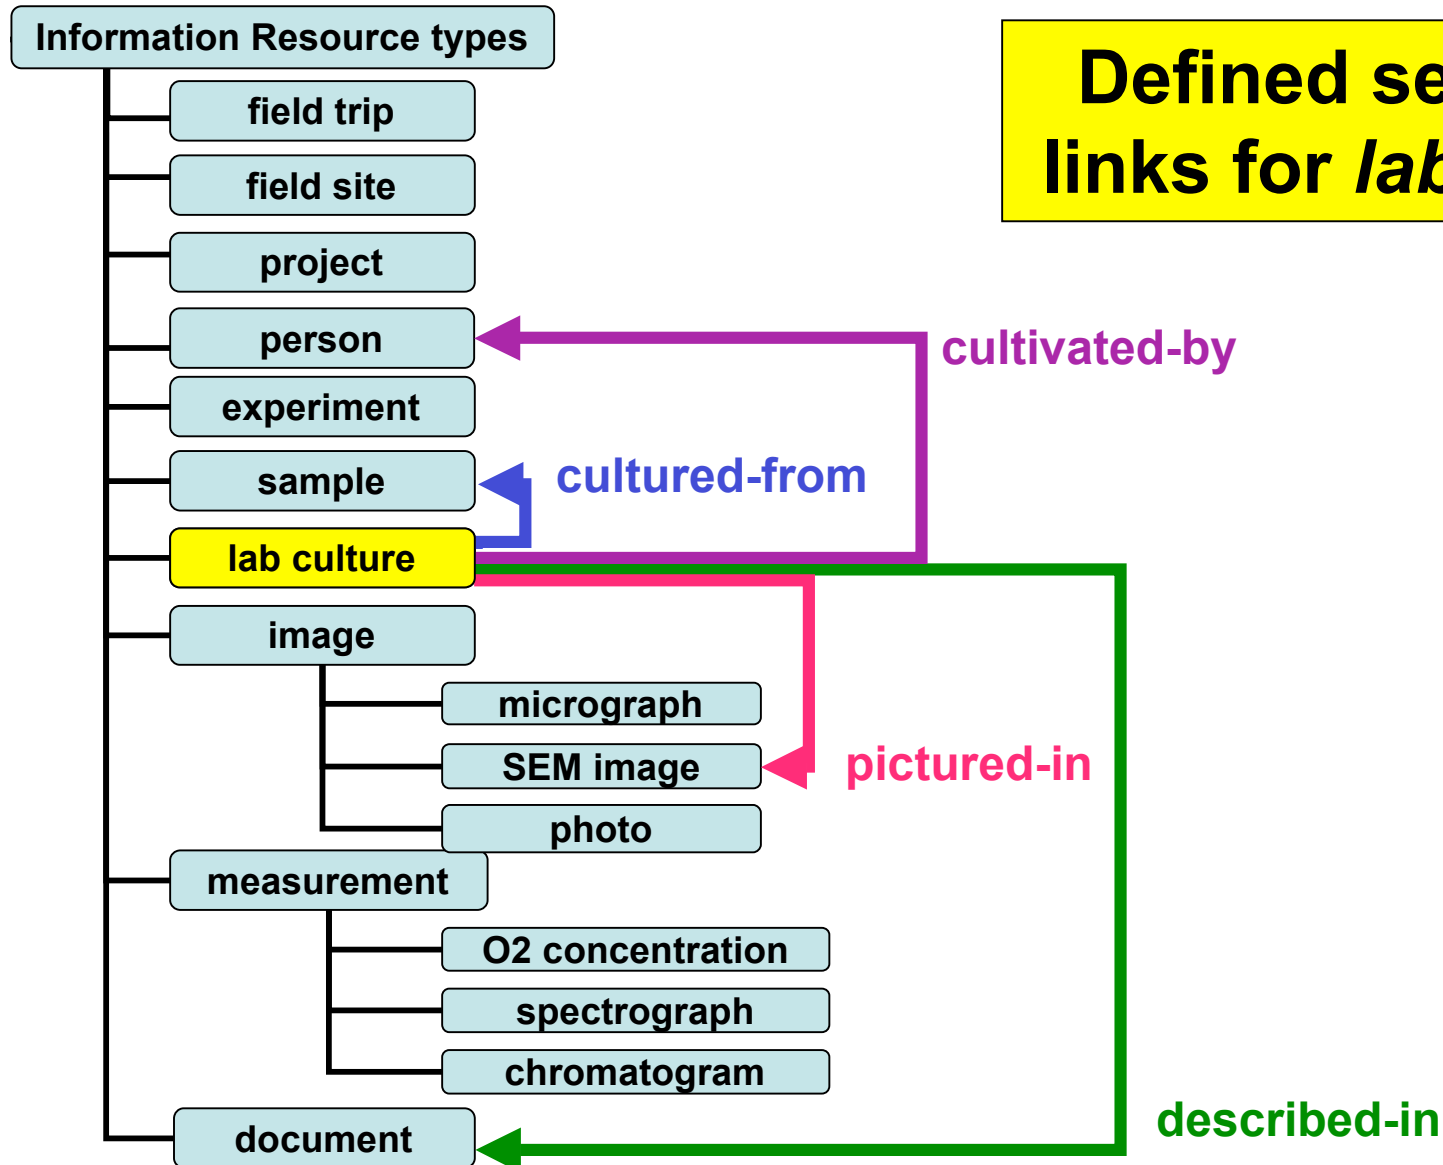 Information Resource types
Defined se
links for lab
field trip
field site
project
person
cultivated-by
experiment
sample
cultured-from
lab culture
image
micrograph
SEM image
pictured-in
photo
measurement
O2 concentration
spectrograph
chromatogram
document
described-in